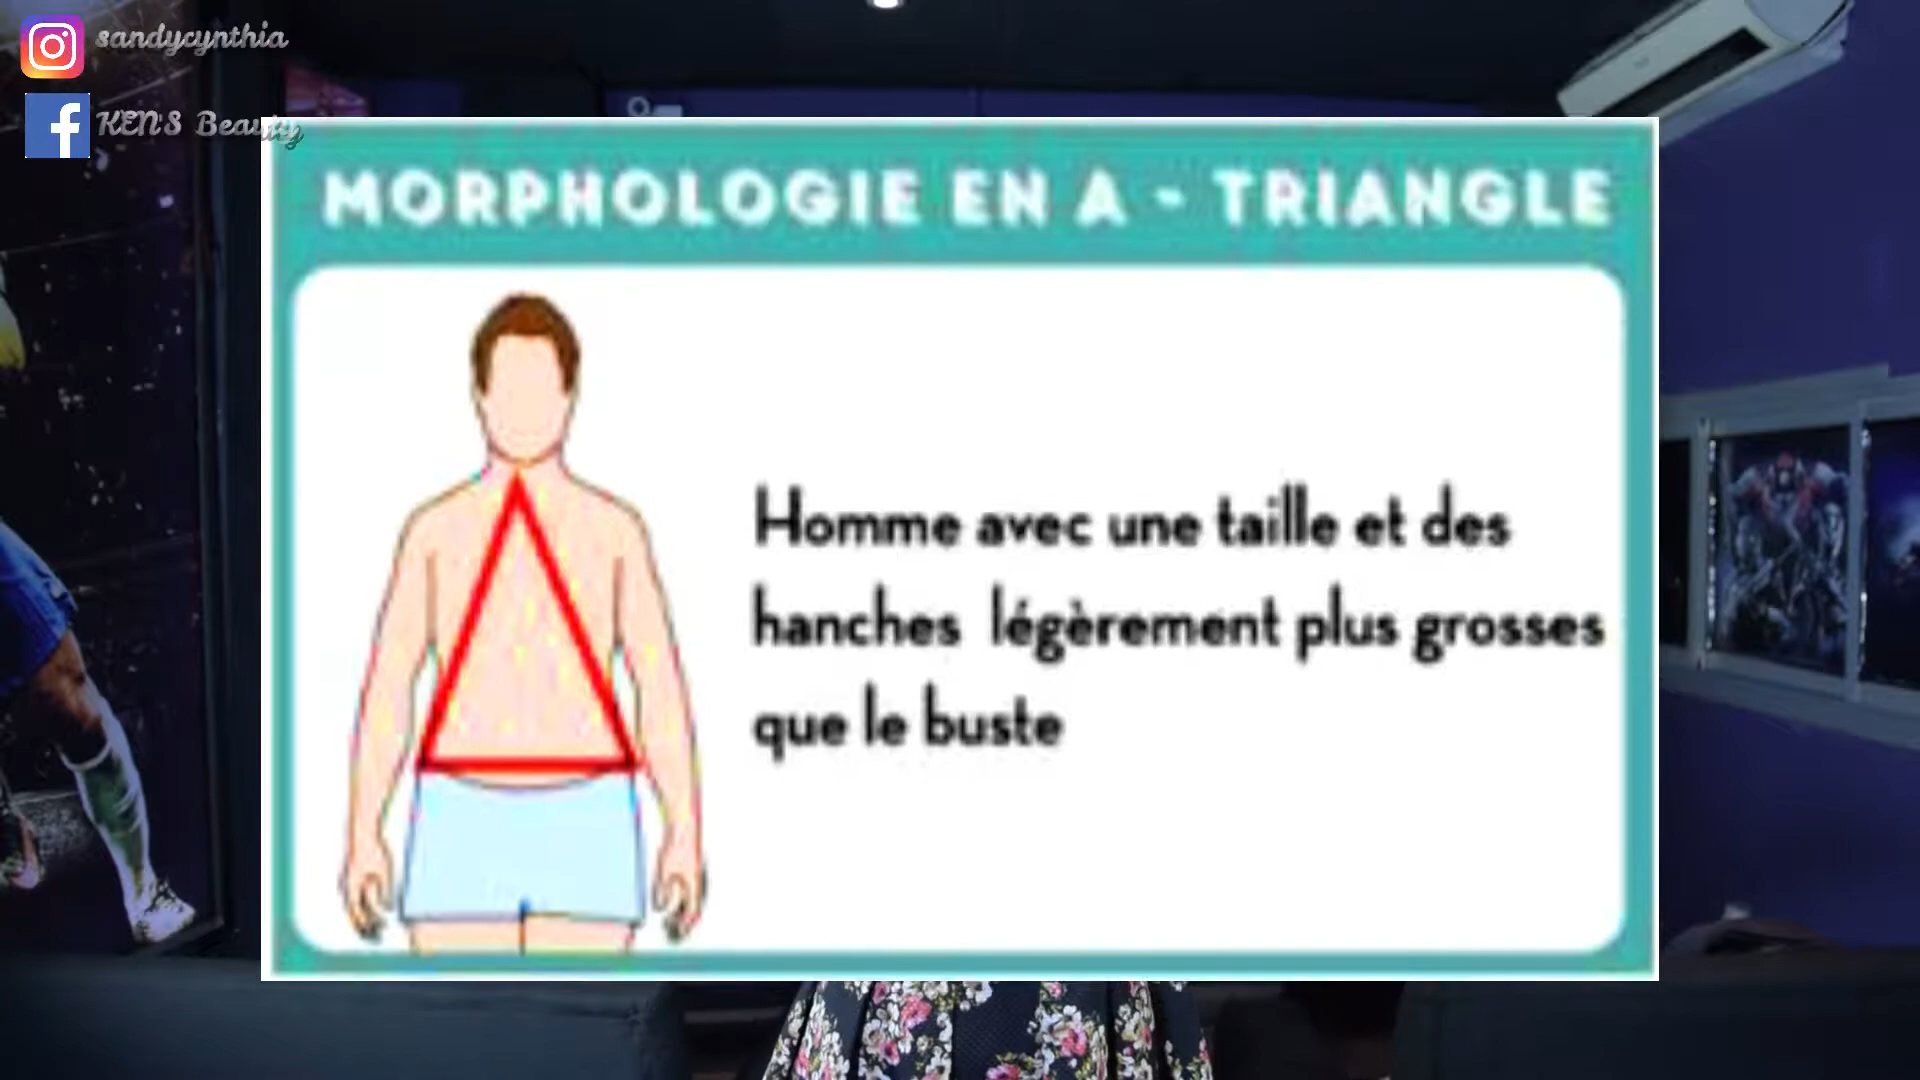 sandycynthia
KEN'S Beauty
MORPHOLOGIE EN A - TRIANGLE
Homme avec une taille et des
hanches légèrement plus grosses
que le buste